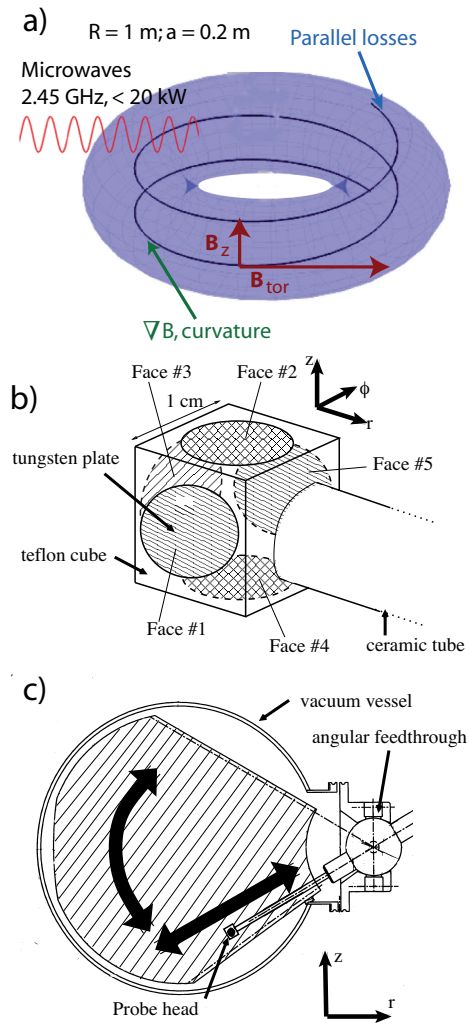 a)
R = 1 m; a = 0.2 m
Parallel losses
Microwaves
2.45 GHz, < 20 kW
B_z
B_tor
∇B, curvature
b)
Face #3
Face #2
z
ϕ
r
1 cm
tungsten plate
Face #5
teflon cube
Face #1
Face #4
ceramic tube
c)
vacuum vessel
angular feedthrough
Probe head
z
r